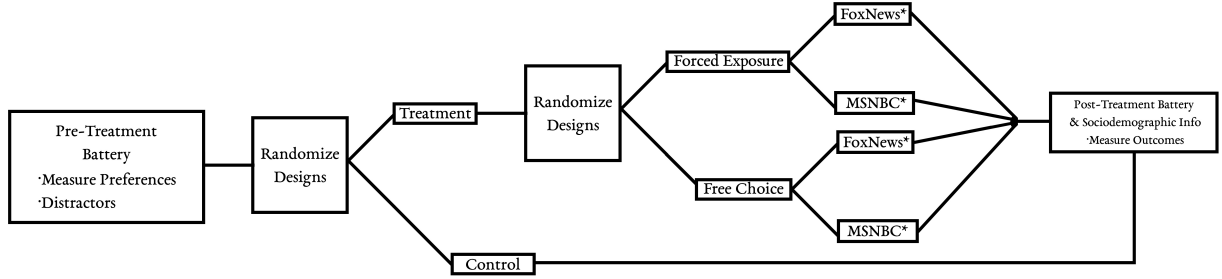 Pre-Treatment
Battery
·Measure Preferences
·Distractors
Randomize
Designs
Treatment
Control
Randomize
Designs
Forced Exposure
Free Choice
FoxNews*
MSNBC*
FoxNews*
MSNBC*
Post-Treatment Battery
& Sociodemographic Info
·Measure Outcomes